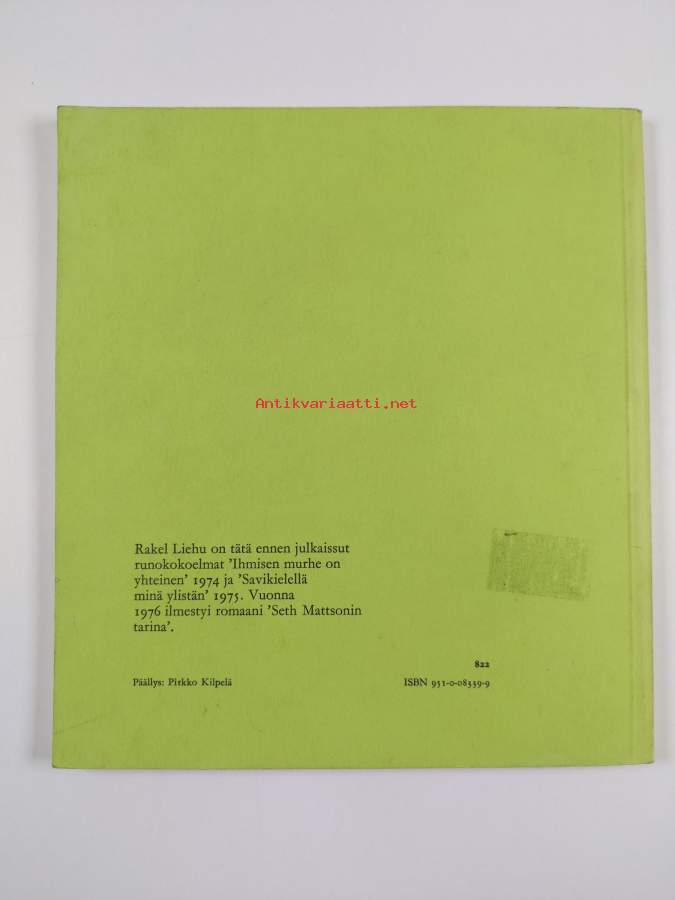 Antikvariaatti.net
Rakel Liehu on tätä ennen julkaissut
runokokoelmat ’Ihmisen murhe on
yhteinen’ 1974 ja ’Savikielellä
minä ylistän’ 1975. Vuonna
1976 ilmestyi romaani ’Seth Mattsonin
tarina’.
822
Päällys: Pirkko Kilpelä
ISBN 951-0-08339-9